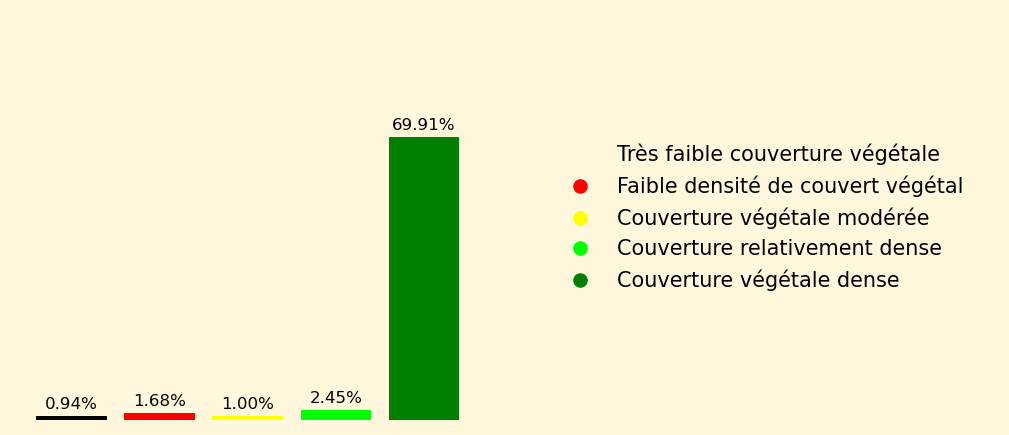 69.91%
0.94%
1.68%
1.00%
2.45%
Très faible couverture végétale
Faible densité de couvert végétal
Couverture végétale modérée
Couverture relativement dense
Couverture végétale dense